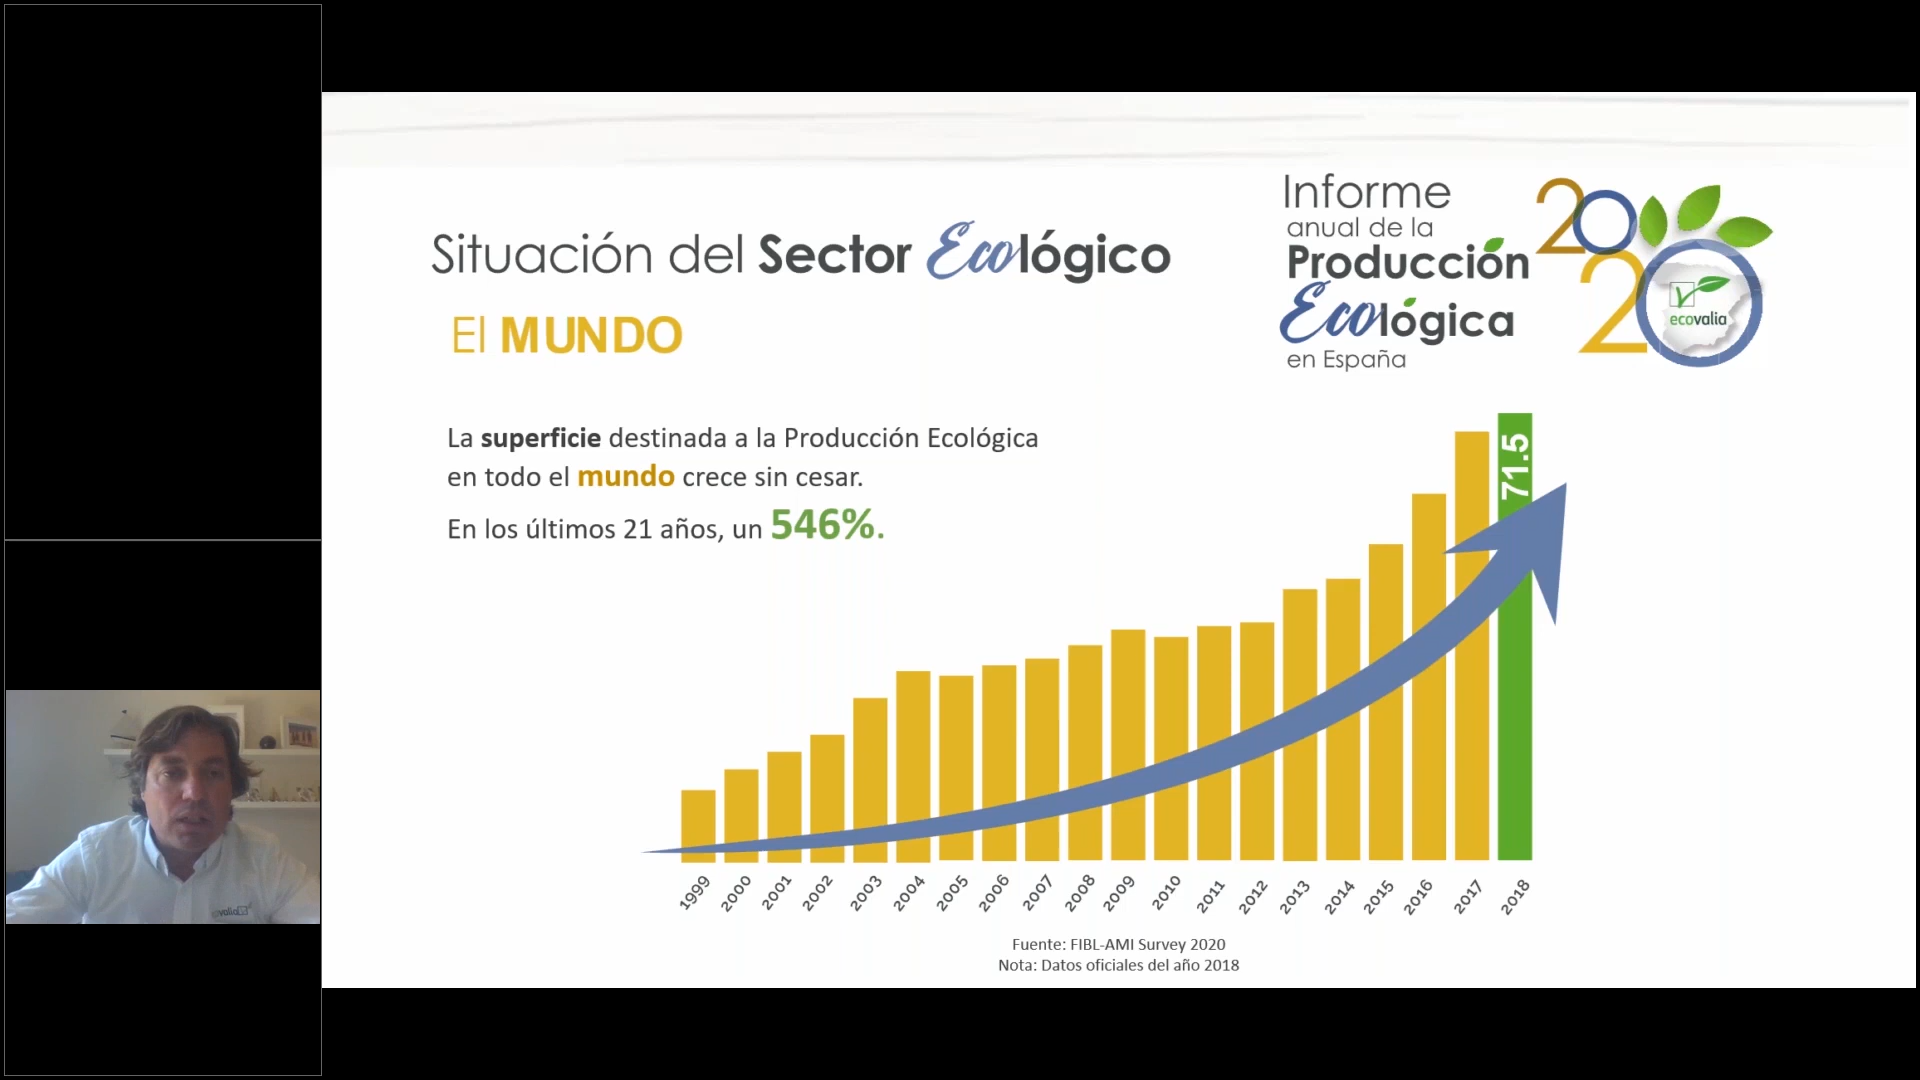 Situación del Sector Ecológico
El MUNDO
Informe
anual de la
Producción
Ecológica
en España
2020
ecovalia
La superficie destinada a la Producción Ecológica
en todo el mundo crece sin cesar.
En los últimos 21 años, un 546%.
71.5
1999 2000 2001 2002 2003 2004 2005 2006 2007 2008 2009 2010 2011 2012 2013 2014 2015 2016 2017 2018
Fuente: FIBL-AMI Survey 2020
Nota: Datos oficiales del año 2018